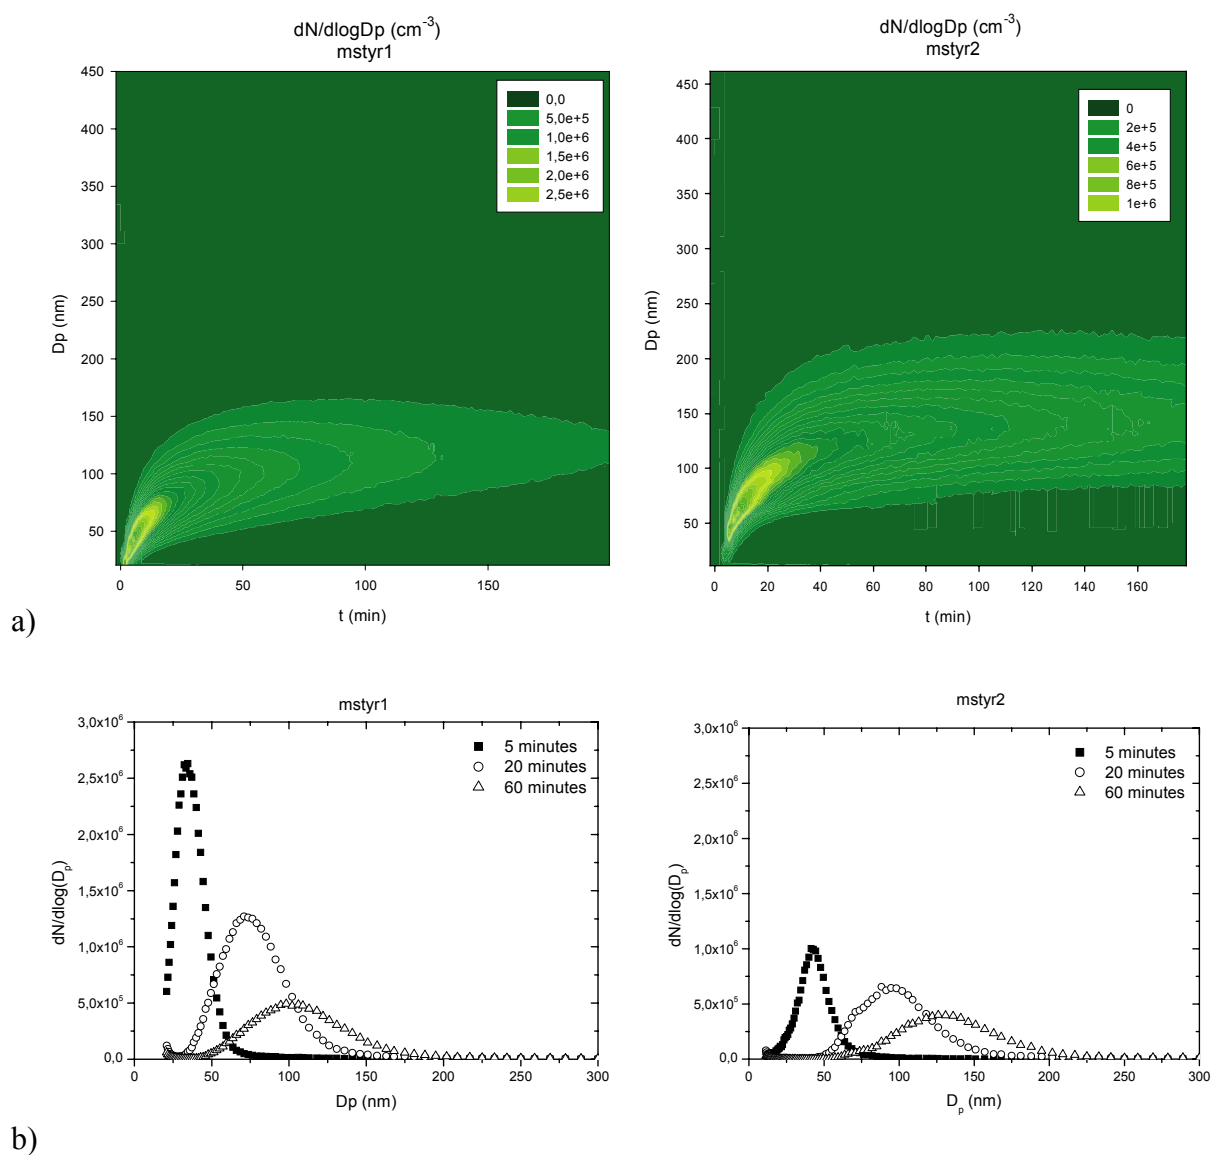 dN/dlogDp (cm-3)
mstyr1
450
400
350
300
250
200
150
100
50
Dp (nm)
0,0
5,0e+5
1,0e+6
1,5e+6
2,0e+6
2,5e+6
0
50
100
150
t (min)
dN/dlogDp (cm-3)
mstyr2
450
400
350
300
250
200
150
100
50
Dp (nm)
0
2e+5
4e+5
6e+5
8e+5
1e+6
0
20
40
60
80
100
120
140
160
t (min)
a)
mstyr1
3,0x10^6
2,5x10^6
2,0x10^6
1,5x10^6
1,0x10^6
5,0x10^5
0,0
dN/dlog(Dp)
5 minutes
20 minutes
60 minutes
0
50
100
150
200
250
300
Dp (nm)
mstyr2
3,0x10^6
2,5x10^6
2,0x10^6
1,5x10^6
1,0x10^6
5,0x10^5
0,0
dN/dlog(Dp)
5 minutes
20 minutes
60 minutes
0
50
100
150
200
250
300
Dp (nm)
b)